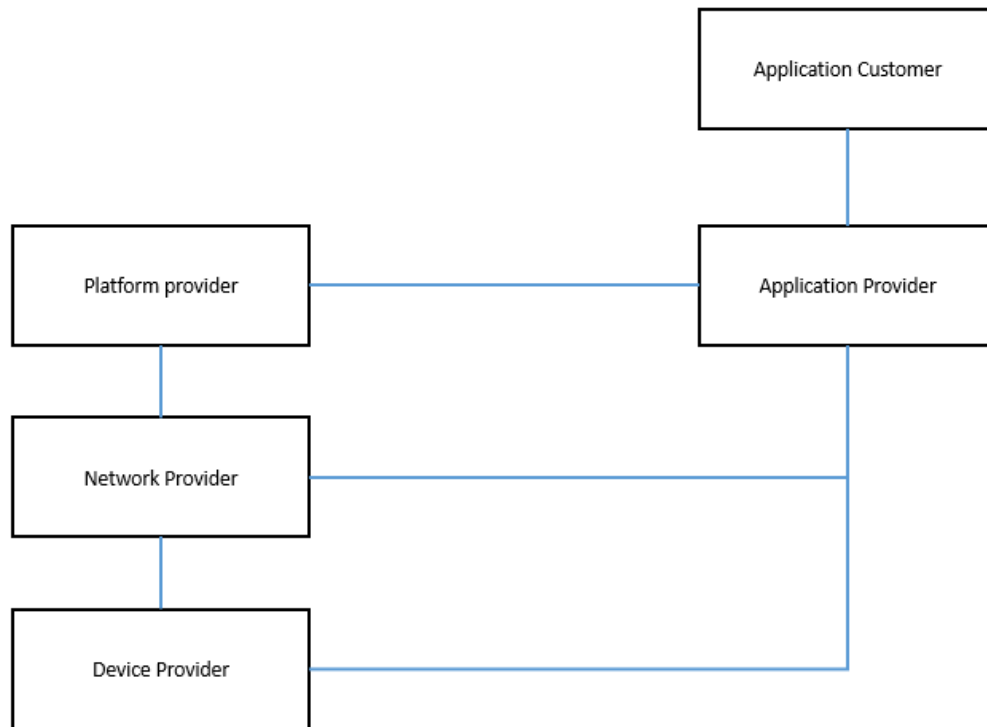 Application Customer
Platform provider
Application Provider
Network Provider
Device Provider